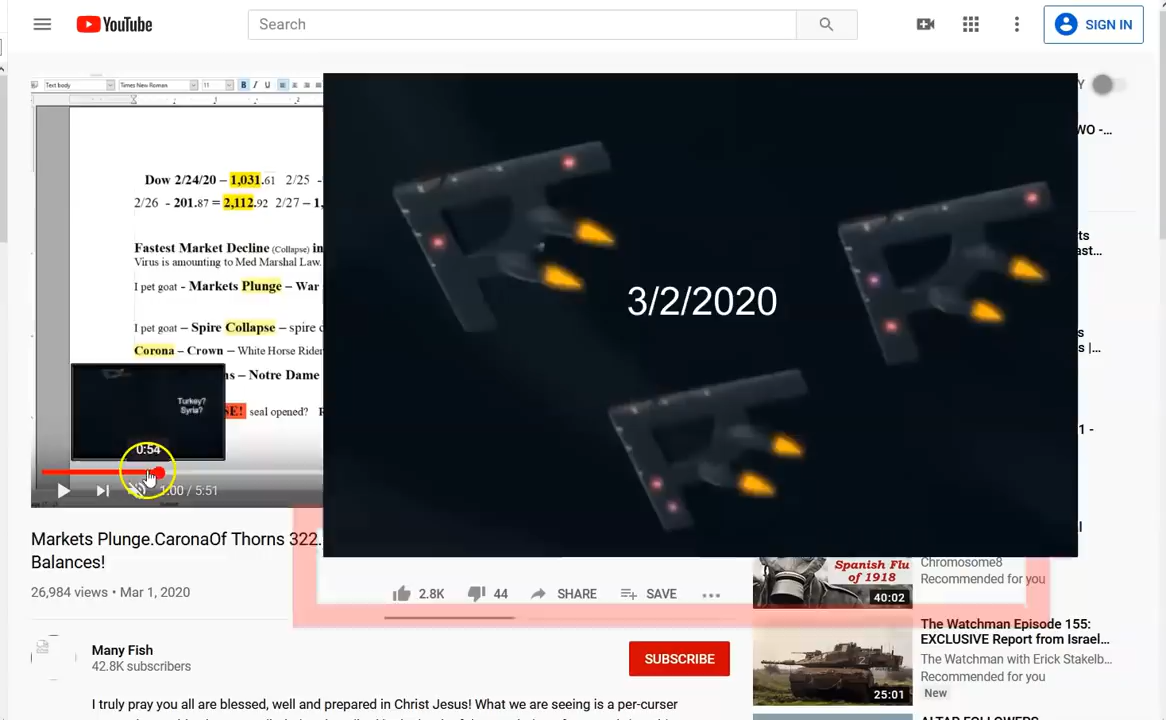 YouTube
Search
SIGN IN
Text body
Times New Roman
11
B I U
Y
WO -...
Dow 2/24/20 – 1,031.61 2/25 -
2/26 - 201.87 = 2,112.92 2/27 – 1,
Fastest Market Decline (Collapse) in
Virus is amounting to Med Marshal Law.
I pet goat - Markets Plunge – War
I pet goat – Spire Collapse – spire c
Corona – Crown – White Horse Rider
ns – Notre Dame
SE! seal opened?
Turkey?
Syria?
0:54
1:00 / 5:51
3/2/2020
ts
ast...
s
s |...
1 -
l
Markets Plunge.CaronaOf Thorns 322.
Balances!
26,984 views • Mar 1, 2020
2.8K
44
SHARE
SAVE
Spanish Flu
of 1918
40:02
Chromosome8
Recommended for you
The Watchman Episode 155:
EXCLUSIVE Report from Israel...
The Watchman with Erick Stakelb...
Recommended for you
New
25:01
Many Fish
42.8K subscribers
SUBSCRIBE
I truly pray you all are blessed, well and prepared in Christ Jesus! What we are seeing is a per-curser
ALTAR FOLLOWERS